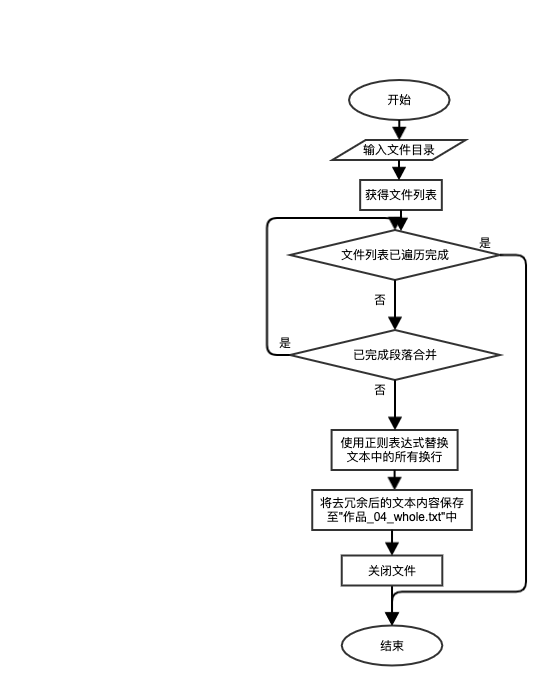 开始
输入文件目录
获得文件列表
文件列表已遍历完成
是
否
是
已完成段落合并
否
使用正则表达式替换
文本中的所有换行
将去冗余后的文本内容保存
至"作品_04_whole.txt"中
关闭文件
结束